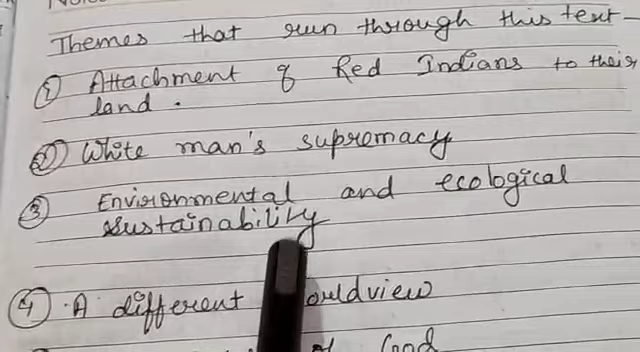 Themes that run through this text -
① Attachment of Red Indians to their
land .
② White man's supremacy
③ Environmental and ecological
sustainability
④ A different worldview